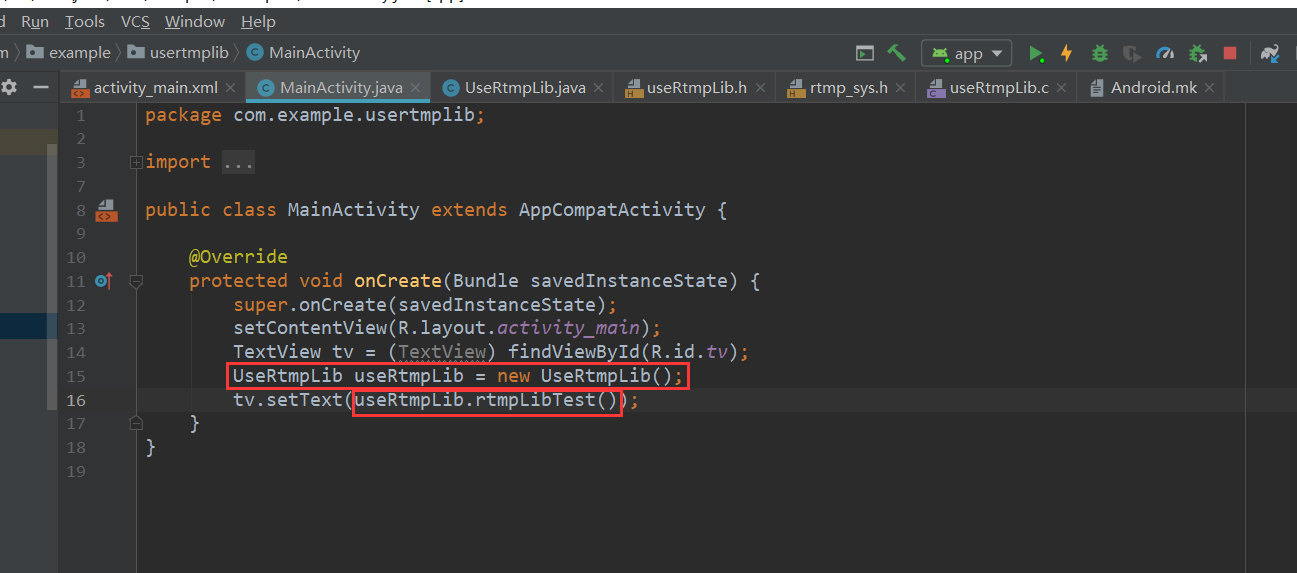 Run Tools VCS Window Help
example usertmplib MainActivity app
activity_main.xml MainActivity.java UseRtmpLib.java useRtmpLib.h rtmp_sys.h useRtmpLib.c Android.mk
1 package com.example.usertmplib;
2
3 import ...
7
8 public class MainActivity extends AppCompatActivity {
9
10 @Override
11 protected void onCreate(Bundle savedInstanceState) {
12 super.onCreate(savedInstanceState);
13 setContentView(R.layout.activity_main);
14 TextView tv = (TextView) findViewById(R.id.tv);
15 UseRtmpLib useRtmpLib = new UseRtmpLib();
16 tv.setText(useRtmpLib.rtmpLibTest());
17 }
18 }
19